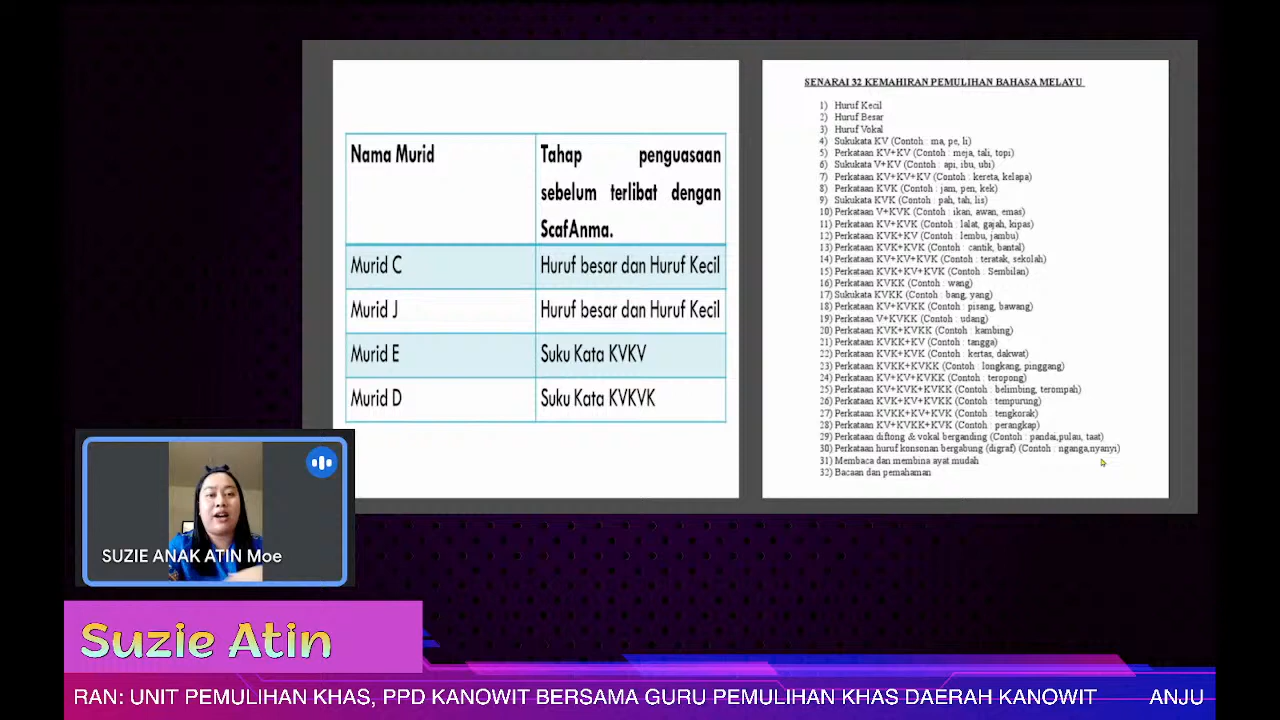 Nama Murid
Tahap penguasaan
sebelum terlibat dengan
ScafAnma.
Murid C
Huruf besar dan Huruf Kecil
Murid J
Huruf besar dan Huruf Kecil
Murid E
Suku Kata KVKV
Murid D
Suku Kata KVKVK
SENARAI 32 KEMAHIRAN PEMULIHAN BAHASA MELAYU
1) Huruf Kecil
2) Huruf Besar
3) Huruf Vokal
4) Sukukata KV (Contoh : ma, pe, li)
5) Perkataan KV+KV (Contoh : meja, tali, topi)
6) Sukukata V+KV (Contoh : api, ibu, ubi)
7) Perkataan KV+KV+KV (Contoh : kereta, kelapa)
8) Perkataan KVK (Contoh : jam, pen, kek)
9) Sukukata KVK (Contoh : pah, tah, lis)
10) Perkataan V+KVK (Contoh : ikan, awan, emas)
11) Perkataan KV+KVK (Contoh : lalat, gajah, kipas)
12) Perkataan KVK+KV (Contoh : lembu, jambu)
13) Perkataan KVK+KVK (Contoh : cantik, bantal)
14) Perkataan KV+KV+KVK (Contoh : teratak, sekolah)
15) Perkataan KVK+KV+KVK (Contoh : Sembilan)
16) Perkataan KVKK (Contoh : wang)
17) Sukukata KVKK (Contoh : bang, yang)
18) Perkataan KV+KVKK (Contoh : pisang, bawang)
19) Perkataan V+KVKK (Contoh : udang)
20) Perkataan KVK+KVKK (Contoh : kambing)
21) Perkataan KVKK+KV (Contoh : tangga)
22) Perkataan KVK+KVK (Contoh : kertas, dakwat)
23) Perkataan KVKK+KVKK (Contoh : longkang, pinggang)
24) Perkataan KV+KV+KVKK (Contoh : teropong)
25) Perkataan KV+KVK+KVKK (Contoh : belimbing, terompah)
26) Perkataan KVK+KV+KVKK (Contoh : tempurung)
27) Perkataan KVKK+KV+KVK (Contoh : tengkorak)
28) Perkataan KV+KVKK+KVK (Contoh : perangkap)
29) Perkataan diftong & vokal berganding (Contoh : pandai,pulau, taat)
30) Perkataan huruf konsonan bergabung (digraf) (Contoh : nganga,nyanyi)
31) Membaca dan membina ayat mudah
32) Bacaan dan pemahaman
SUZIE ANAK ATIN Moe
Suzie Atin
RAN: UNIT PEMULIHAN KHAS, PPD KANOWIT BERSAMA GURU PEMULIHAN KHAS DAERAH KANOWIT ANJU